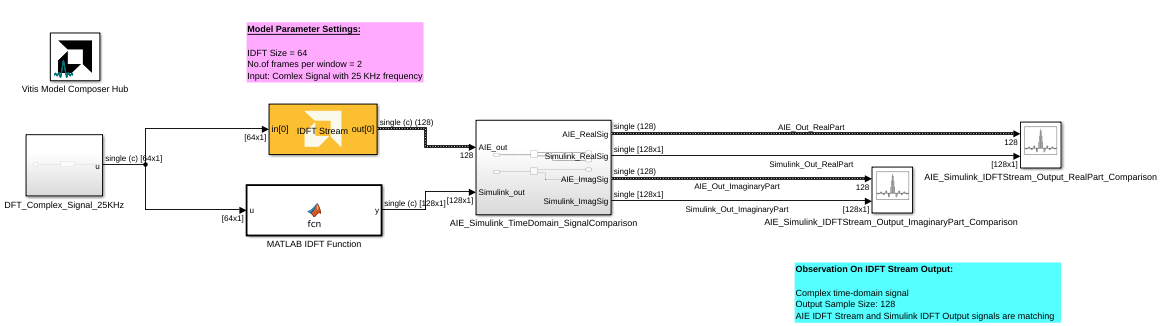 Model Parameter Settings:
IDFT Size = 64
No.of frames per window = 2
Input: Comlex Signal with 25 KHz frequency
Vitis Model Composer Hub
in[0]
IDFT Stream
out[0]
single (c) (128)
[64x1]
single (c) [64x1]
u
DFT_Complex_Signal_25KHz
[64x1]
u
fcn
y
single (c) [128x1]
[128x1]
MATLAB IDFT Function
128
AIE_out
Simulink_out
AIE_RealSig
Simulink_RealSig
AIE_ImagSig
Simulink_ImagSig
AIE_Simulink_TimeDomain_SignalComparison
single (128)
AIE_Out_RealPart
128
single [128x1]
Simulink_Out_RealPart
[128x1]
single (128)
AIE_Out_ImaginaryPart
128
single [128x1]
Simulink_Out_ImaginaryPart
[128x1]
AIE_Simulink_IDFTStream_Output_RealPart_Comparison
AIE_Simulink_IDFTStream_Output_ImaginaryPart_Comparison
Observation On IDFT Stream Output:
Complex time-domain signal
Output Sample Size: 128
AIE IDFT Stream and Simulink IDFT Output signals are matching